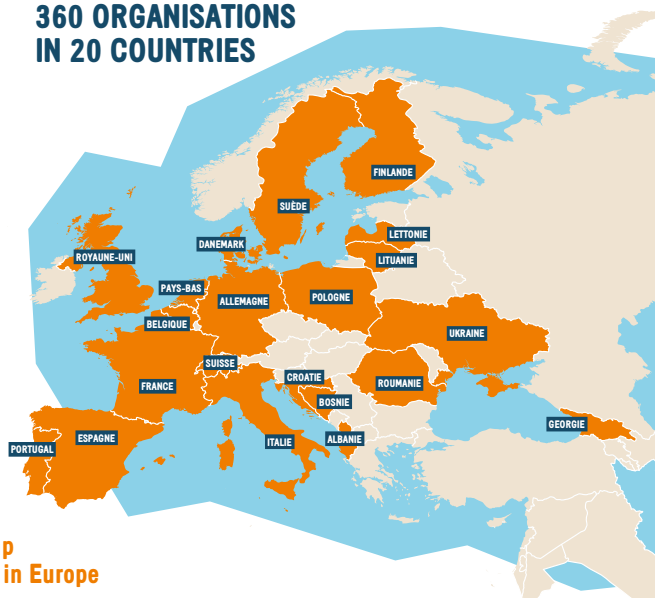 360 ORGANISATIONS
IN 20 COUNTRIES
FINLANDE
SUÈDE
LETTONIE
DANEMARK
ROYAUME-UNI
LITUANIE
PAYS-BAS
ALLEMAGNE
POLOGNE
BELGIQUE
UKRAINE
SUISSE
CROATIE
FRANCE
ROUMANIE
BOSNIE
GEORGIE
ESPAGNE
ITALIE
ALBANIE
PORTUGAL
p
in Europe